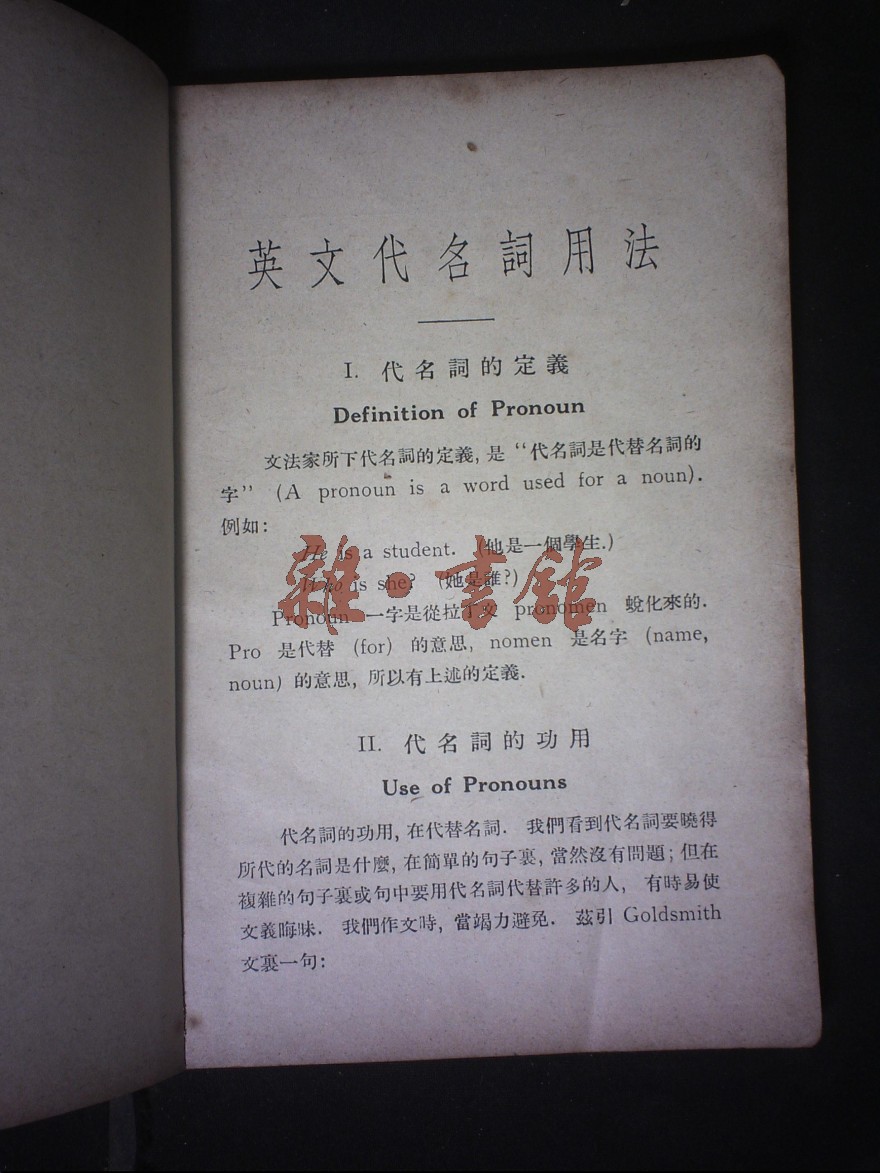 英文代名詞用法
I. 代名詞的定義
Definition of Pronoun
文法家所下代名詞的定義, 是 “代名詞是代替名詞的
字” (A pronoun is a word used for a noun).
例如:
He is a student. (他是一個學生.)
Who is she? (她是誰?)
Pronoun 一字是從拉丁文 pronomen 蛻化來的.
Pro 是代替 (for) 的意思, nomen 是名字 (name,
noun) 的意思, 所以有上述的定義.
II. 代名詞的功用
Use of Pronouns
代名詞的功用, 在代替名詞. 我們看到代名詞要曉得
所代的名詞是什麼, 在簡單的句子裏, 當然沒有問題; 但在
複雜的句子裏或句中要用代名詞代替許多的人, 有時易使
文義晦昧. 我們作文時, 當竭力避免. 茲引 Goldsmith
文裏一句:
雜·書館